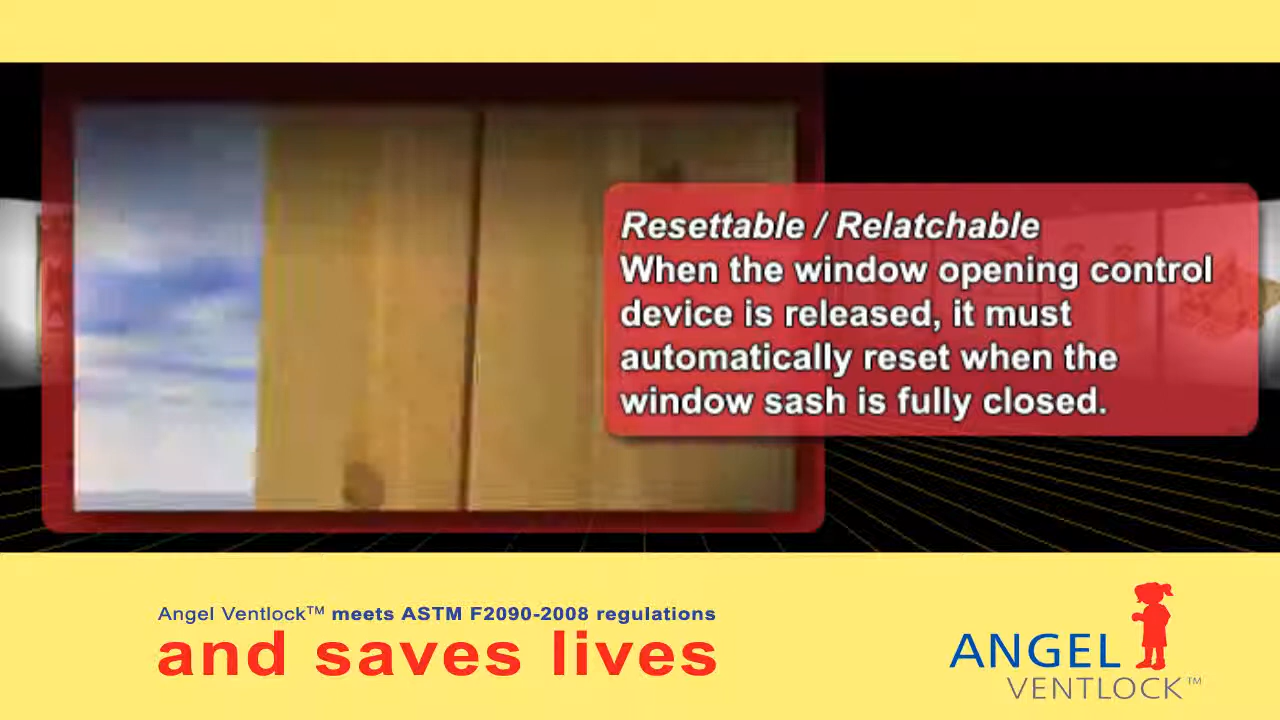 Resettable / Relatchable
When the window opening control
device is released, it must
automatically reset when the
window sash is fully closed.
Angel Ventlock™ meets ASTM F2090-2008 regulations
and saves lives
ANGEL
VENTLOCK™